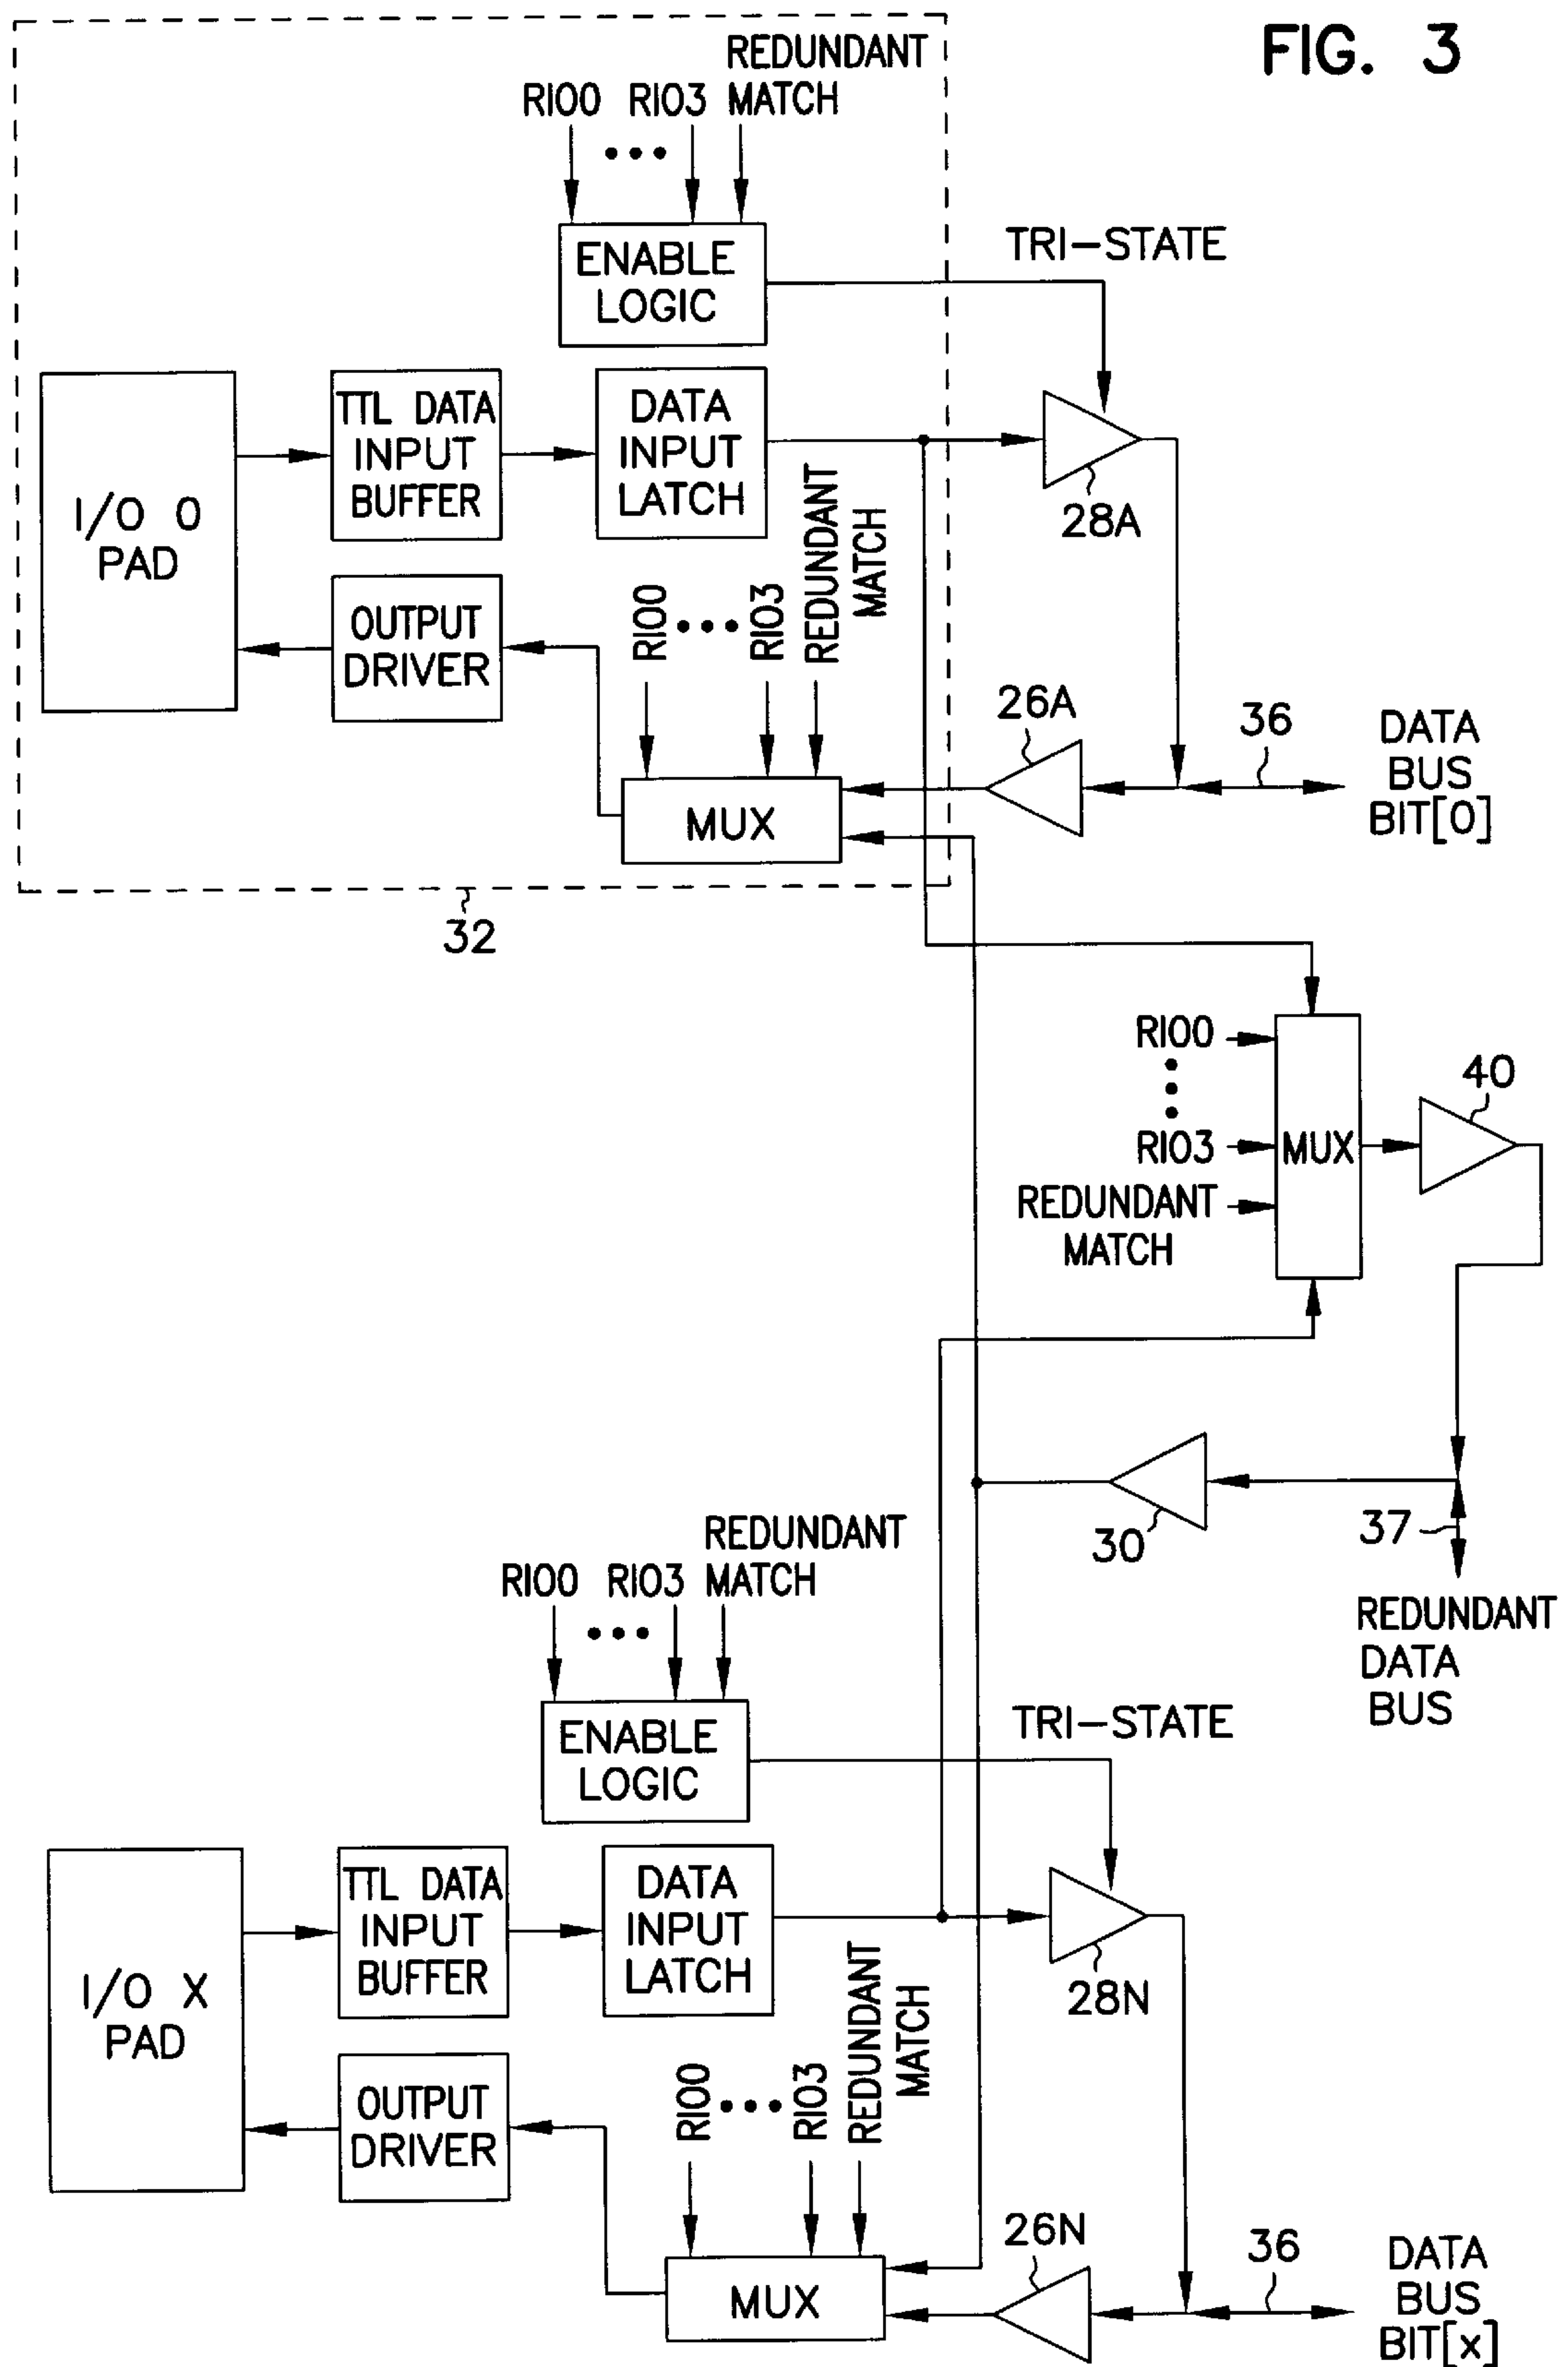 FIG. 3
REDUNDANT
RIO0 RIO3 MATCH
ENABLE
LOGIC
TRI-STATE
I/O 0
PAD
TTL DATA
INPUT
BUFFER
DATA
INPUT
LATCH
28A
OUTPUT
DRIVER
RIO0
RIO3
REDUNDANT
MATCH
MUX
26A
36
DATA
BUS
BIT[0]
32
RIO0
RIO3
REDUNDANT
MATCH
MUX
40
30
37
REDUNDANT
DATA
BUS
REDUNDANT
RIO0 RIO3 MATCH
ENABLE
LOGIC
TRI-STATE
I/O X
PAD
TTL DATA
INPUT
BUFFER
DATA
INPUT
LATCH
28N
OUTPUT
DRIVER
RIO0
RIO3
REDUNDANT
MATCH
MUX
26N
36
DATA
BUS
BIT[x]